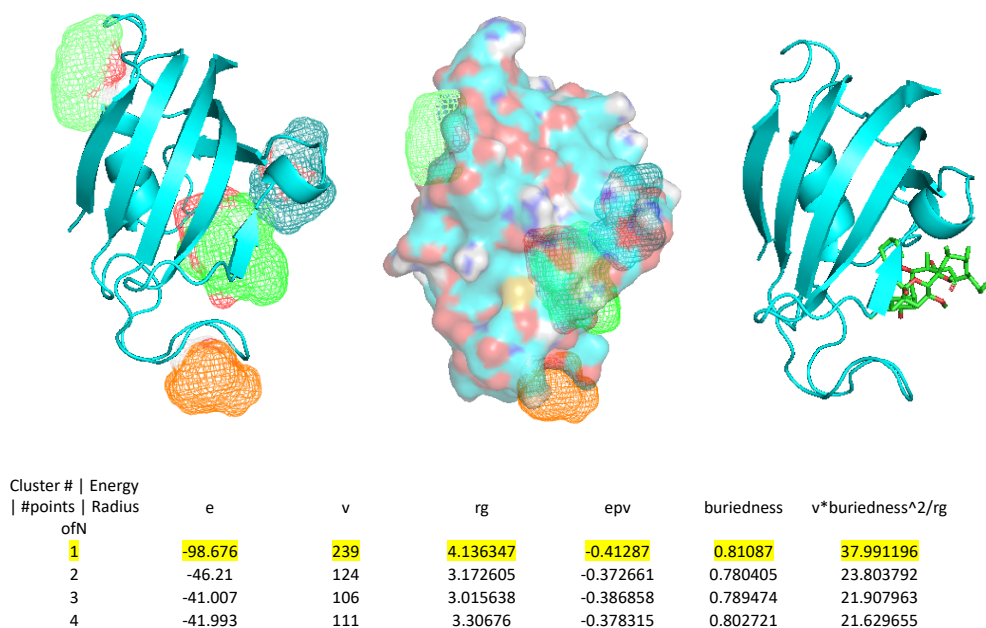 Cluster # | Energy
| #points | Radius
ofN
e v rg epv buriedness v*buriedness^2/rg
1 -98.676 239 4.136347 -0.41287 0.81087 37.991196
2 -46.21 124 3.172605 -0.372661 0.780405 23.803792
3 -41.007 106 3.015638 -0.386858 0.789474 21.907963
4 -41.993 111 3.30676 -0.378315 0.802721 21.629655